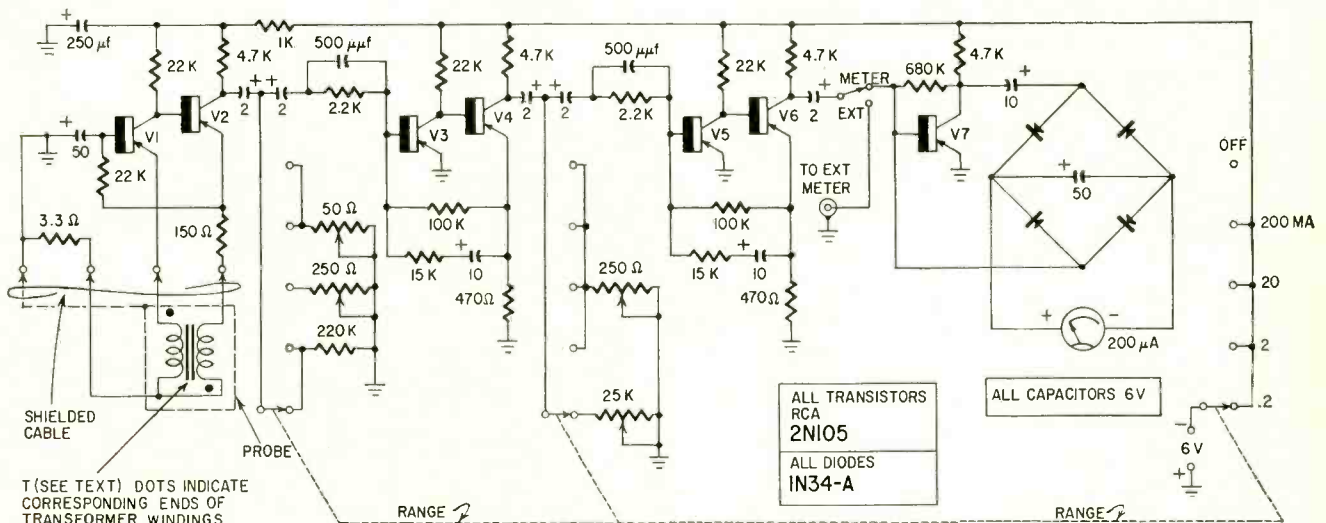 250 µf
1K
22 K
4.7 K
500 µµf
2.2K
22K
4.7 K
500 µµf
2.2K
22 K
4.7 K
680 K
4.7K
METER
EXT
V1
V2
V3
V4
V5
V6
V7
2
2
2
2
2
10
50
22 K
3.3 Ω
150 Ω
50 Ω
250 Ω
220 K
100 K
15 K
10
470Ω
250 Ω
25 K
100 K
15 K
10
470Ω
TO EXT
METER
50
200 µA
OFF
200 MA
20
2
.2
6 V
SHIELDED
CABLE
PROBE
T (SEE TEXT) DOTS INDICATE
CORRESPONDING ENDS OF
TRANSFORMER WINDINGS
RANGE
RANGE
ALL TRANSISTORS
RCA
2N105
ALL DIODES
1N34-A
ALL CAPACITORS 6V